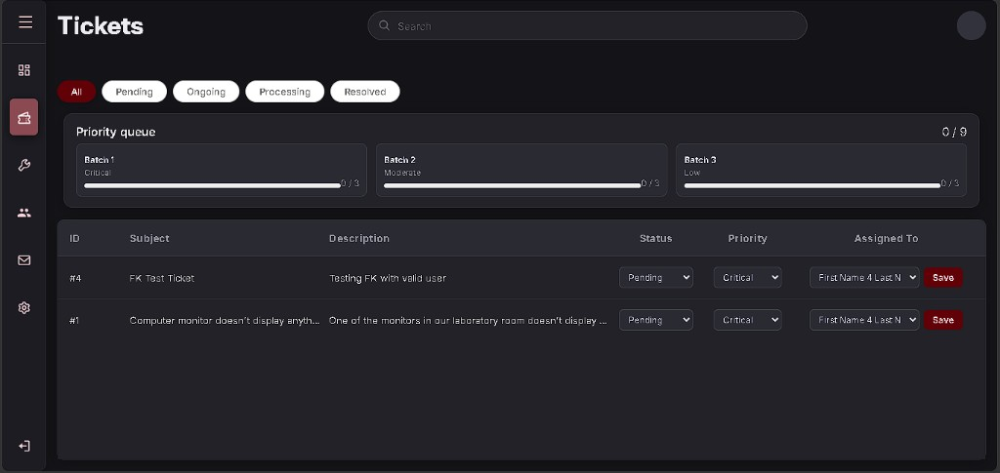 Tickets
Search
All Pending Ongoing Processing Resolved
Priority queue 0 / 9
Batch 1 Batch 2 Batch 3
Critical Moderate Low
0 / 3 0 / 3 0 / 3
ID Subject Description Status Priority Assigned To
#4 FK Test Ticket Testing FK with valid user Pending Critical First Name 4 Last N Save
#1 Computer monitor doesn't display anyth... One of the monitors in our laboratory room doesn't display ... Pending Critical First Name 4 Last N Save